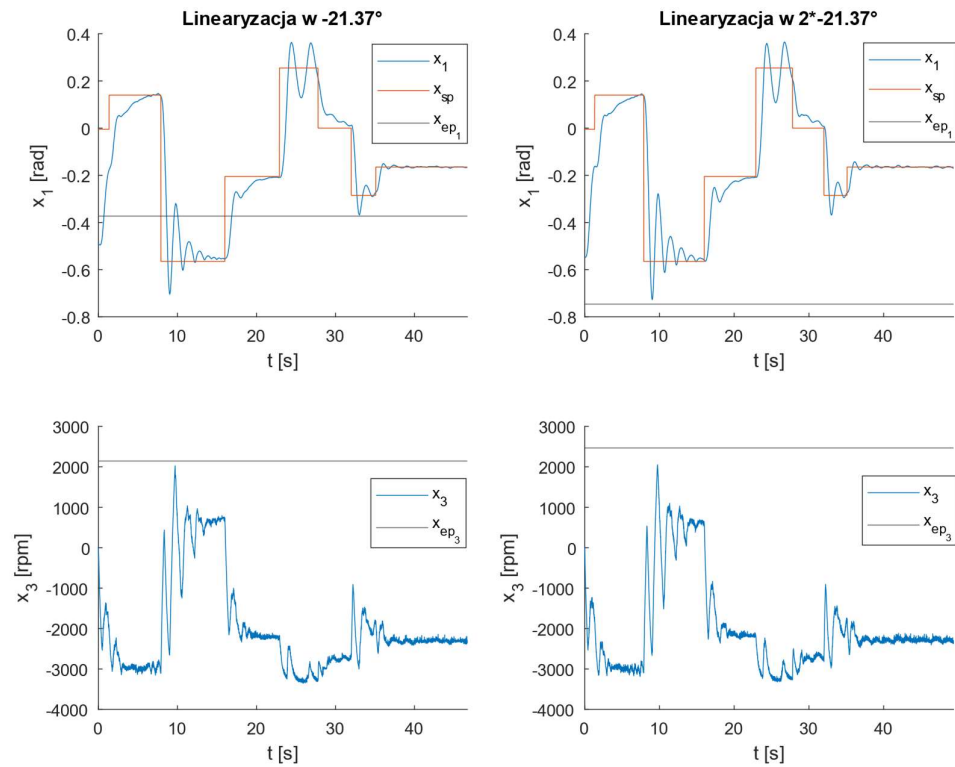 Linearyzacja w -21.37°
0.4
0.2
0
-0.2
-0.4
-0.6
-0.8
x1 [rad]
x1
xsp
xep1
0 10 20 30 40
t [s]
Linearyzacja w 2*-21.37°
0.4
0.2
0
-0.2
-0.4
-0.6
-0.8
x1 [rad]
x1
xsp
xep1
0 10 20 30 40
t [s]
3000
2000
1000
0
-1000
-2000
-3000
-4000
x3 [rpm]
x3
xep3
0 10 20 30 40
t [s]
3000
2000
1000
0
-1000
-2000
-3000
-4000
x3 [rpm]
x3
xep3
0 10 20 30 40
t [s]